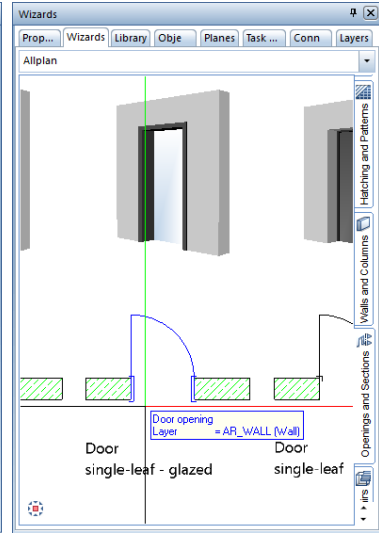 Wizards
Prop... Wizards Library Obje Planes Task ... Conn Layers
Allplan
Hatching and Patterns
Walls and Columns
Openings and Sections
irs
Door opening
Layer = AR_WALL (Wall)
Door
single-leaf - glazed
Door
single-leaf